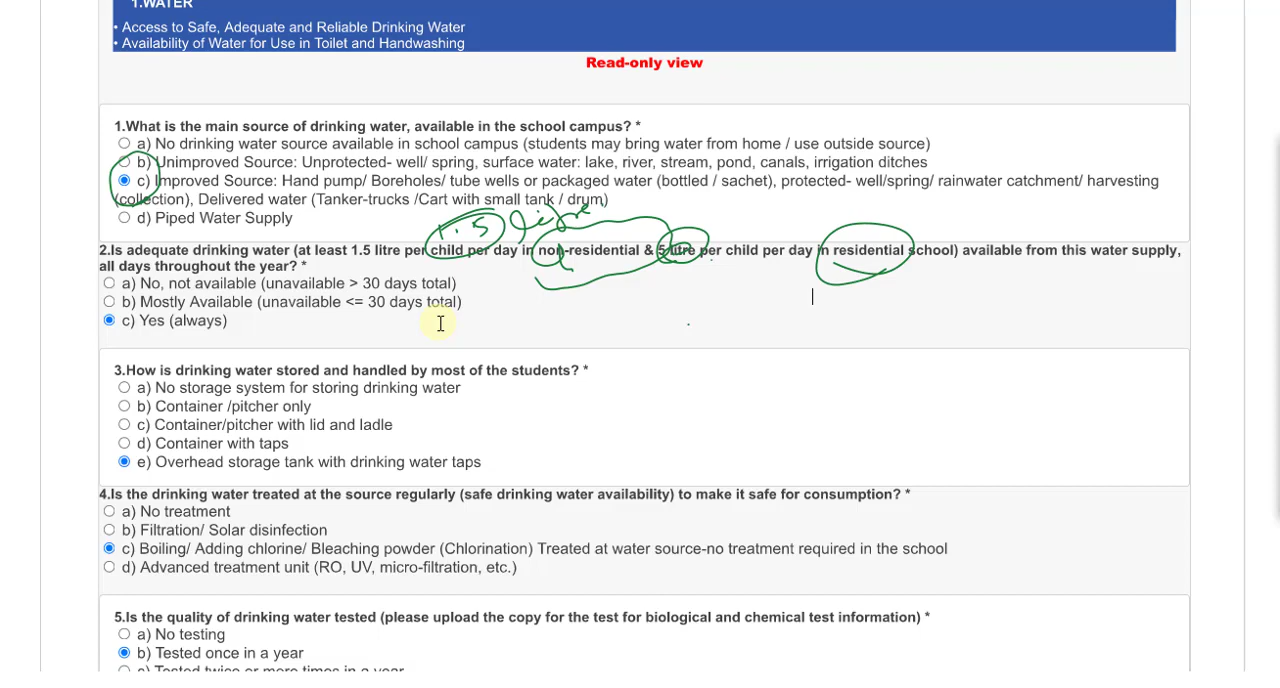 1.WATER
• Access to Safe, Adequate and Reliable Drinking Water
• Availability of Water for Use in Toilet and Handwashing
Read-only view
1.What is the main source of drinking water, available in the school campus? *
a) No drinking water source available in school campus (students may bring water from home / use outside source)
b) Unimproved Source: Unprotected- well/ spring, surface water: lake, river, stream, pond, canals, irrigation ditches
c) Improved Source: Hand pump/ Boreholes/ tube wells or packaged water (bottled / sachet), protected- well/spring/ rainwater catchment/ harvesting
(collection), Delivered water (Tanker-trucks /Cart with small tank / drum)
d) Piped Water Supply
1.5 litre
2.Is adequate drinking water (at least 1.5 litre per child per day in non-residential & 5 litre per child per day in residential school) available from this water supply,
all days throughout the year? *
a) No, not available (unavailable > 30 days total)
b) Mostly Available (unavailable <= 30 days total)
c) Yes (always)
3.How is drinking water stored and handled by most of the students? *
a) No storage system for storing drinking water
b) Container /pitcher only
c) Container/pitcher with lid and ladle
d) Container with taps
e) Overhead storage tank with drinking water taps
4.Is the drinking water treated at the source regularly (safe drinking water availability) to make it safe for consumption? *
a) No treatment
b) Filtration/ Solar disinfection
c) Boiling/ Adding chlorine/ Bleaching powder (Chlorination) Treated at water source-no treatment required in the school
d) Advanced treatment unit (RO, UV, micro-filtration, etc.)
5.Is the quality of drinking water tested (please upload the copy for the test for biological and chemical test information) *
a) No testing
b) Tested once in a year
c) Tested twice or more times in a year